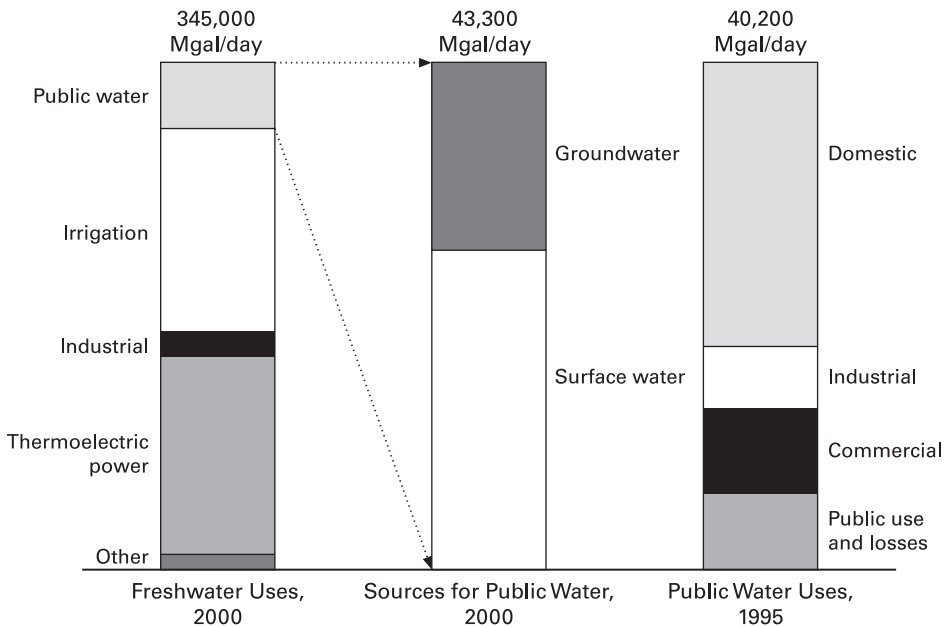 345,000
Mgal/day
43,300
Mgal/day
40,200
Mgal/day
Public water
Irrigation
Industrial
Thermoelectric
power
Other
Groundwater
Surface water
Domestic
Industrial
Commercial
Public use
and losses
Freshwater Uses,
2000
Sources for Public Water,
2000
Public Water Uses,
1995